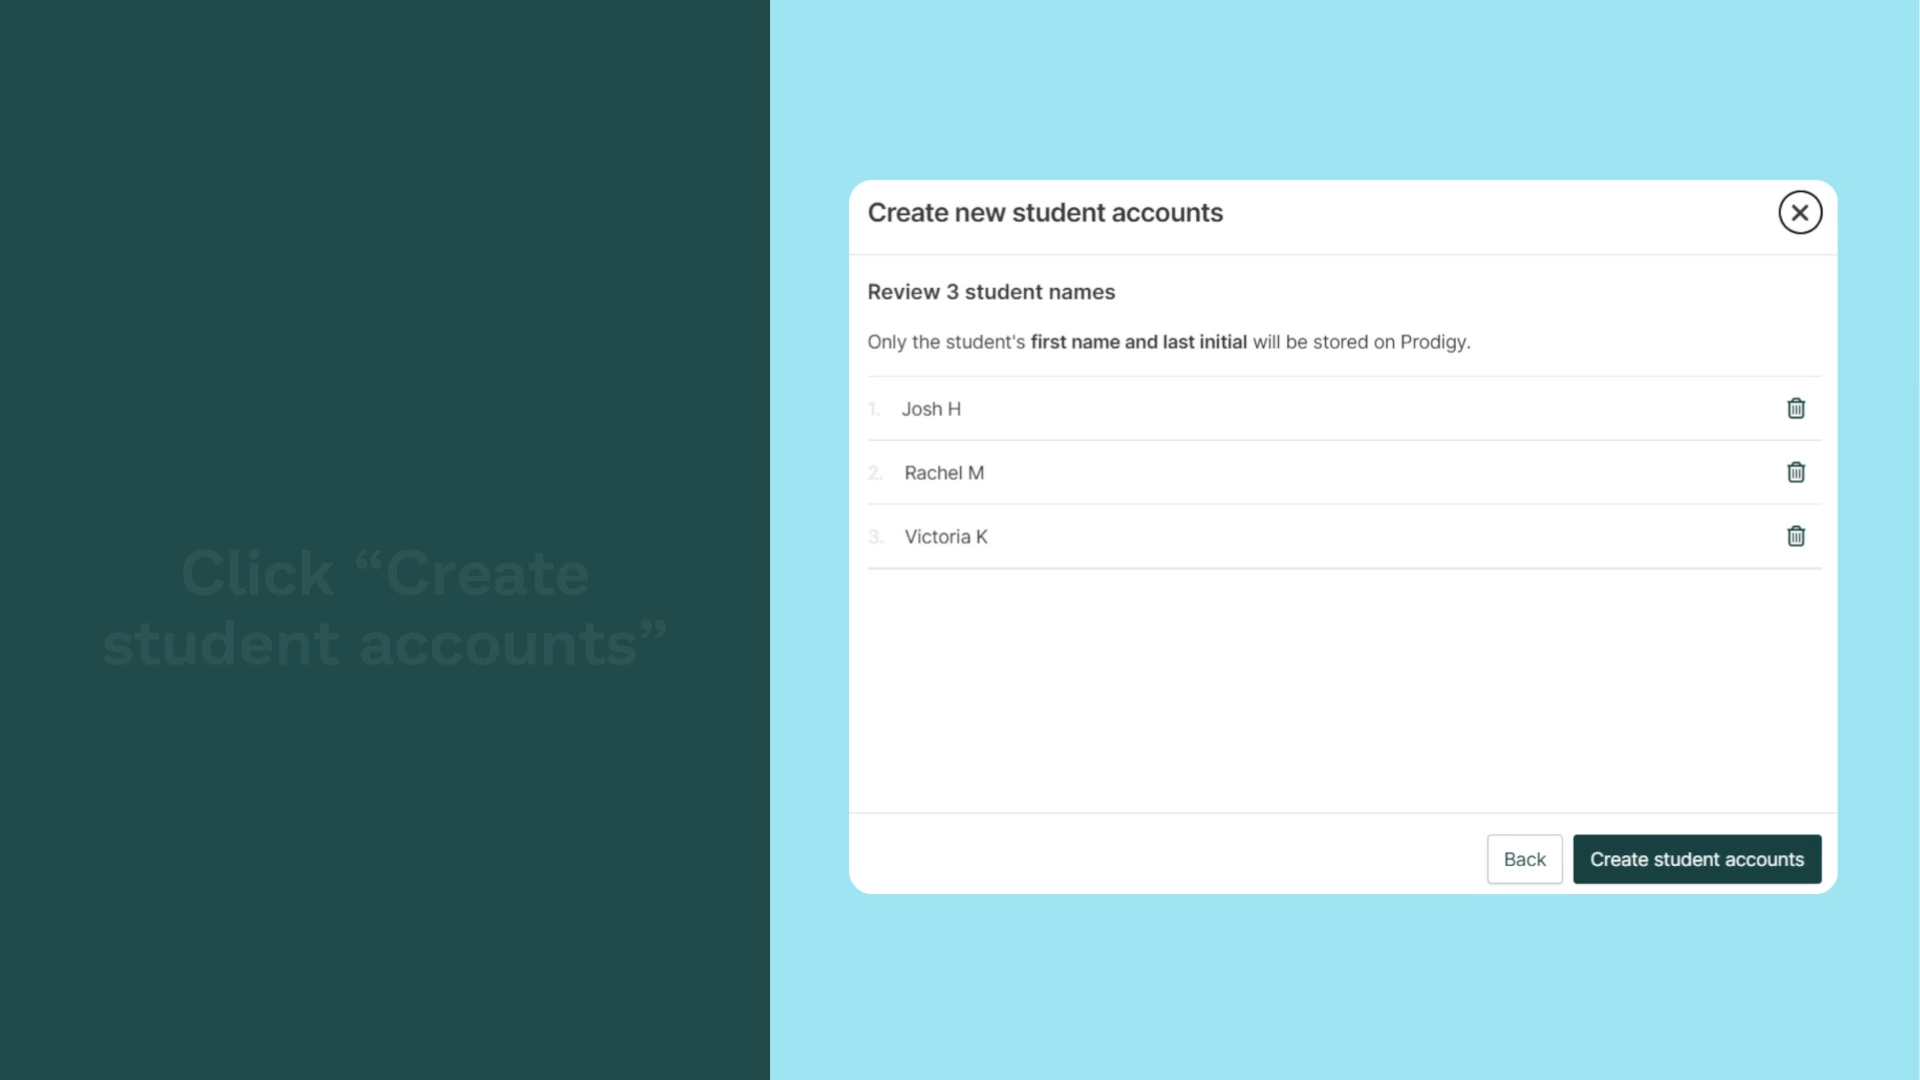 Click “Create
student accounts”
Create new student accounts
Review 3 student names
Only the student's first name and last initial will be stored on Prodigy.
1. Josh H
2. Rachel M
3. Victoria K
Back
Create student accounts